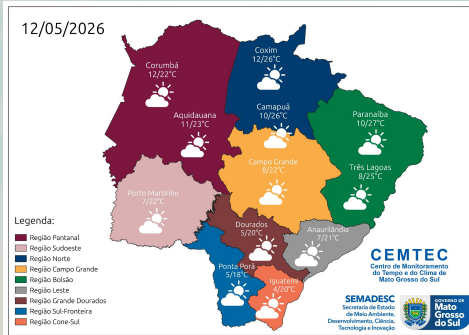 12/05/2026
Coxim
12/26°C
Corumbá
12/22°C
Camapuã
10/26°C
Aquidauana
11/23°C
Paranaíba
10/27°C
Campo Grande
8/22°C
Três Lagoas
8/25°C
Porto Murtinho
7/22°C
Dourados
5/20°C
Anaurilândia
7/21°C
Ponta Porã
5/18°C
Iguatemi
4/20°C
Legenda:
Região Pantanal
Região Sudoeste
Região Norte
Região Campo Grande
Região Bolsão
Região Leste
Região Grande Dourados
Região Sul-Fronteira
Região Cone-Sul
CEMTEC
Centro de Monitoramento
do Tempo e do Clima de
Mato Grosso do Sul
SEMADESC
Secretaria de Estado
de Meio Ambiente,
Desenvolvimento, Ciência,
Tecnologia e Inovação
GOVERNO DE
Mato
Grosso
do Sul